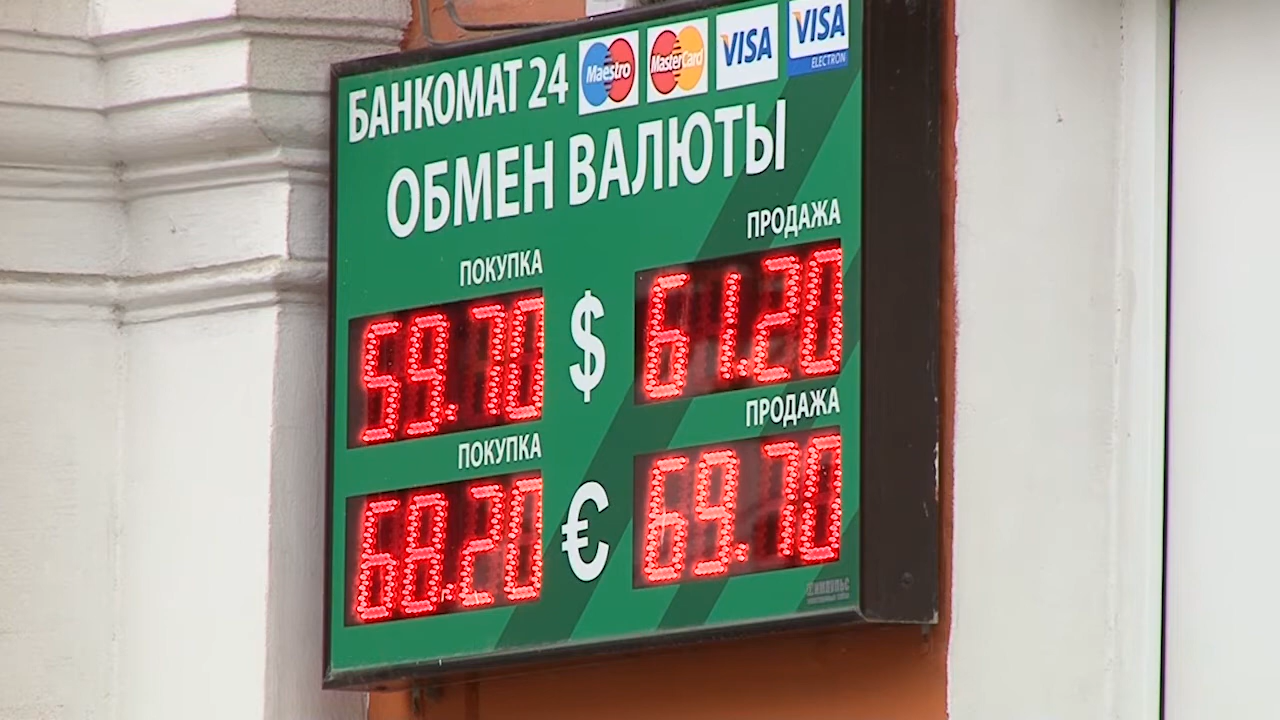 БАНКОМАТ 24 Maestro MasterCard VISA VISA
ELECTRON
ОБМЕН ВАЛЮТЫ
ПОКУПКА ПРОДАЖА
59.70 $ 61.20
ПОКУПКА ПРОДАЖА
68.20 € 69.70
ИМПУЛЬС